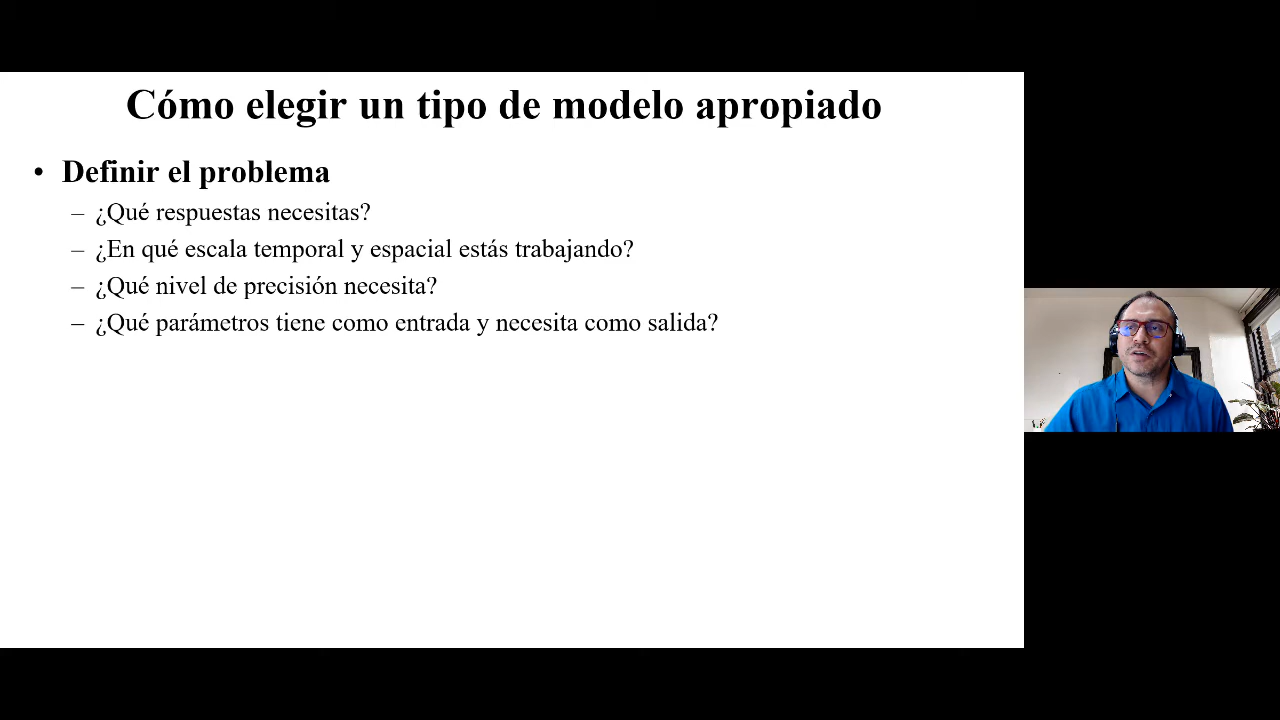 Cómo elegir un tipo de modelo apropiado
• Definir el problema
– ¿Qué respuestas necesitas?
– ¿En qué escala temporal y espacial estás trabajando?
– ¿Qué nivel de precisión necesita?
– ¿Qué parámetros tiene como entrada y necesita como salida?